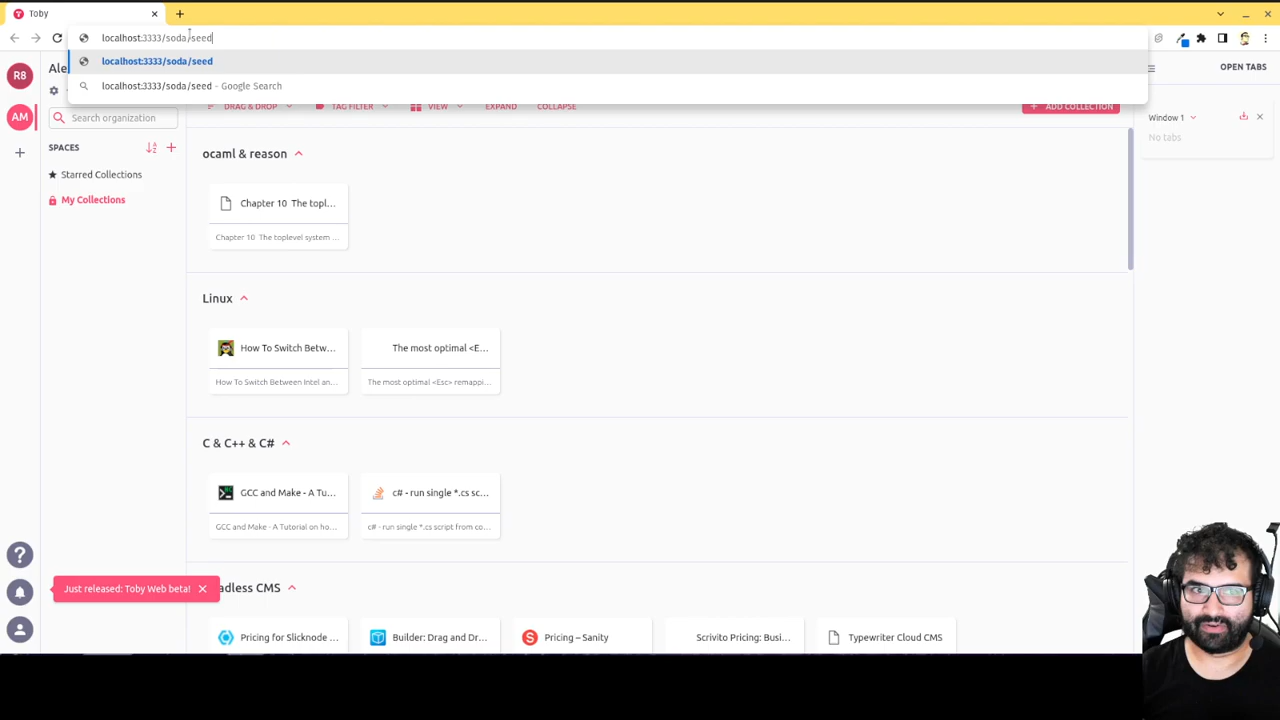 Toby
localhost:3333/soda/seed
localhost:3333/soda/seed
localhost:3333/soda/seed - Google Search
R8
Ale
OPEN TABS
DRAG & DROP
TAG FILTER
VIEW
EXPAND
COLLAPSE
ADD COLLECTION
AM
Search organization
Window 1
No tabs
SPACES
Starred Collections
My Collections
ocaml & reason
Chapter 10 The topl...
Chapter 10 The toplevel system ...
Linux
How To Switch Betw...
The most optimal <E...
How To Switch Between Intel an...
The most optimal <Esc> remappi...
C & C++ & C#
GCC and Make - A Tu...
c# - run single *.cs sc...
GCC and Make - A Tutorial on ho...
c# - run single *.cs script from co...
Just released: Toby Web beta!
adless CMS
Pricing for Slicknode ...
Builder: Drag and Dr...
Pricing – Sanity
Scrivito Pricing: Busi...
Typewriter Cloud CMS